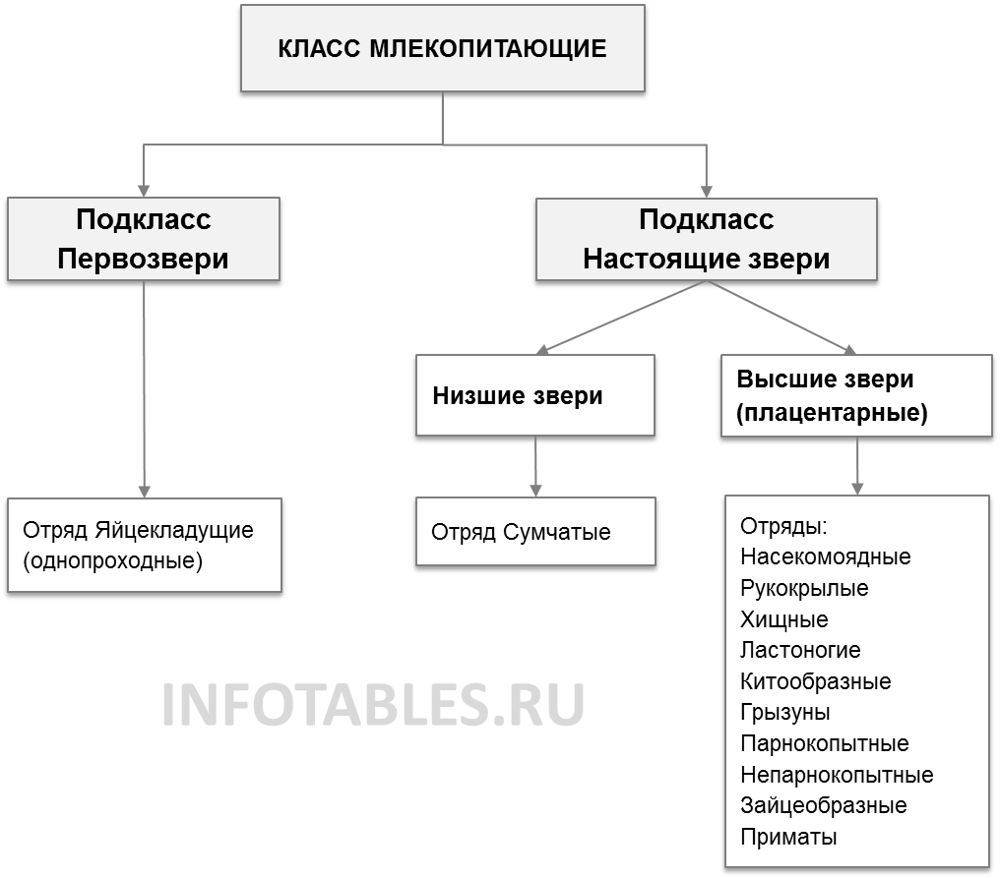 КЛАСС МЛЕКОПИТАЮЩИЕ
Подкласс
Первозвери
Подкласс
Настоящие звери
Низшие звери
Высшие звери
(плацентарные)
Отряд Яйцекладущие
(однопроходные)
Отряд Сумчатые
Отряды:
Насекомоядные
Рукокрылые
Хищные
Ластоногие
Китообразные
Грызуны
Парнокопытные
Непарнокопытные
Зайцеобразные
Приматы
INFOTABLES.RU